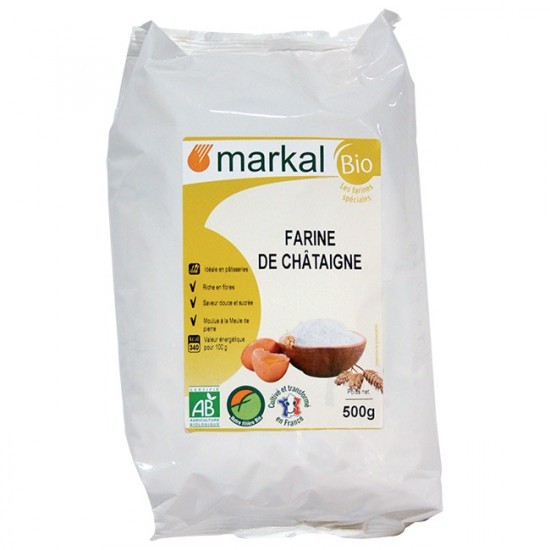 markal
Bio
Les farines
spéciales
FARINE
DE CHÂTAIGNE
Idéale en pâtisseries
Riche en fibres
Saveur douce et sucrée
Moulue à la Meule de
pierre
340
Valeur énergétique
pour 100 g
CERTIFIÉ
AB
AGRICULTURE
BIOLOGIQUE
Cultivé et transformé
en France
Poids net
500g